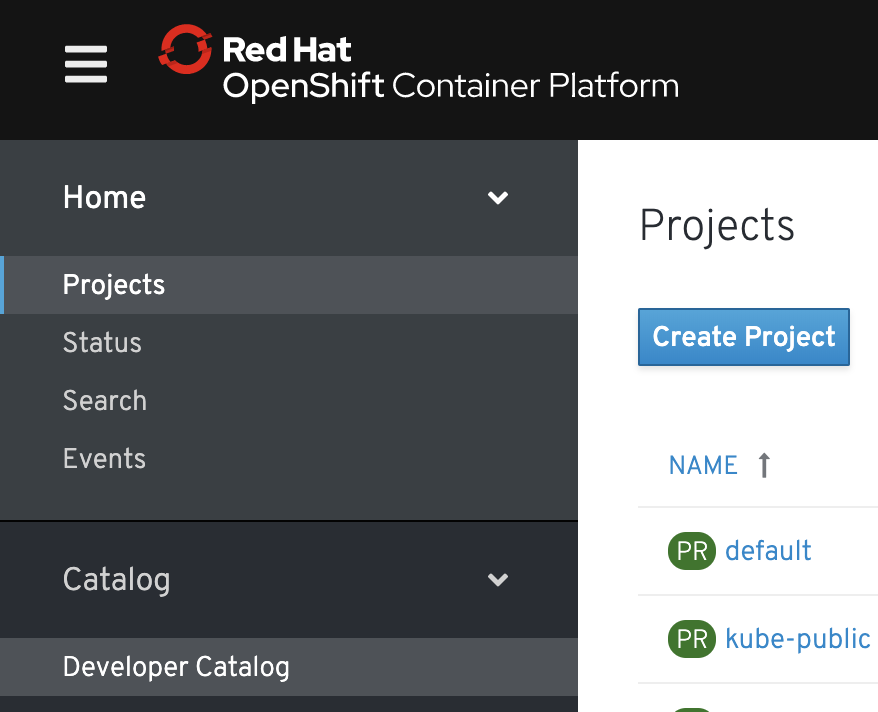 Red Hat
OpenShift Container Platform
Home
Projects
Status
Search
Events
Catalog
Developer Catalog
Projects
Create Project
NAME
PR default
PR kube-public